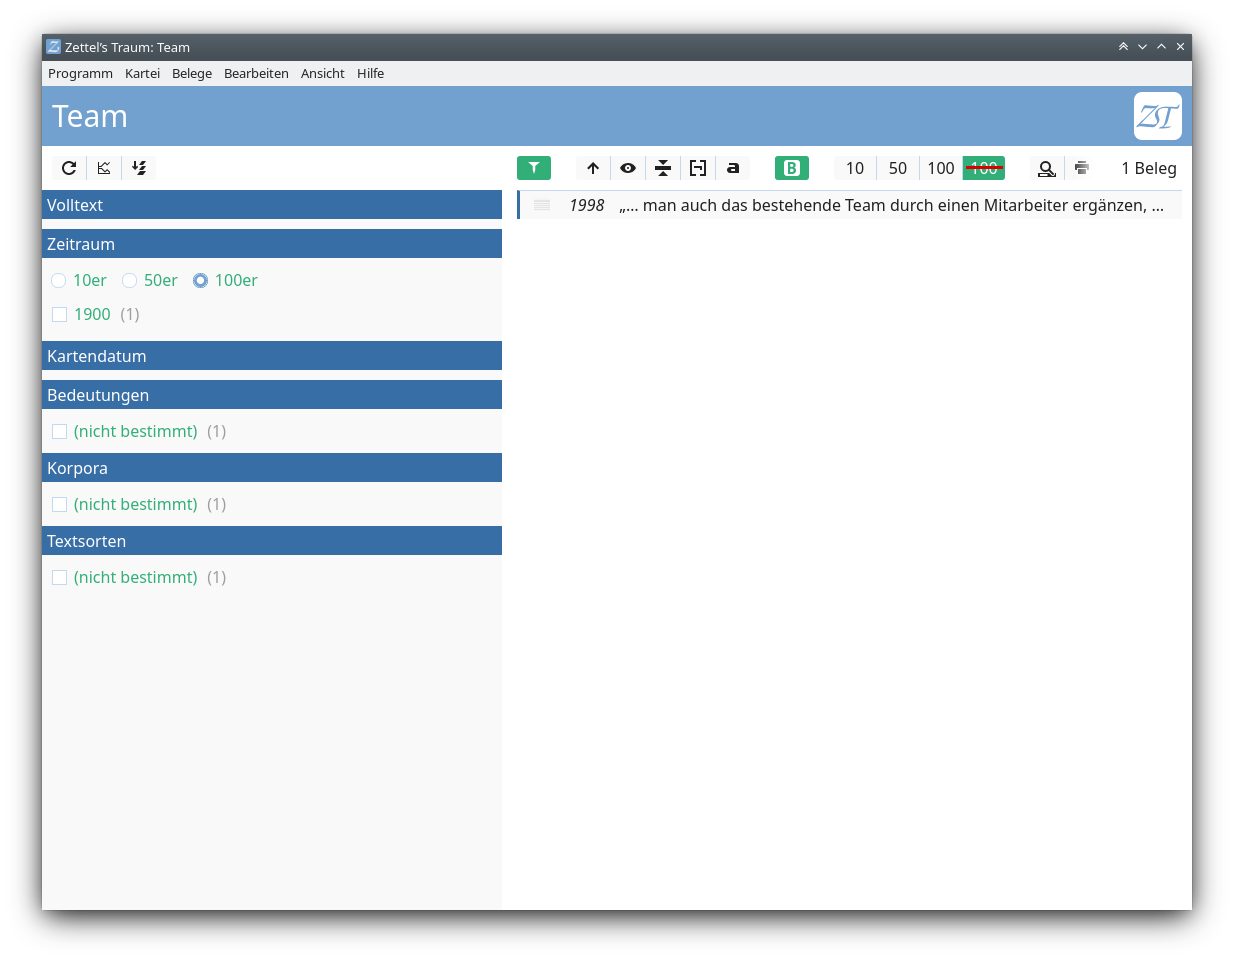 Zettel’s Traum: Team
Programm Kartei Belege Bearbeiten Ansicht Hilfe
Team
ZT
B 10 50 100 100 1 Beleg
Volltext
1998 „… man auch das bestehende Team durch einen Mitarbeiter ergänzen, …
Zeitraum
10er 50er 100er
1900 (1)
Kartendatum
Bedeutungen
(nicht bestimmt) (1)
Korpora
(nicht bestimmt) (1)
Textsorten
(nicht bestimmt) (1)